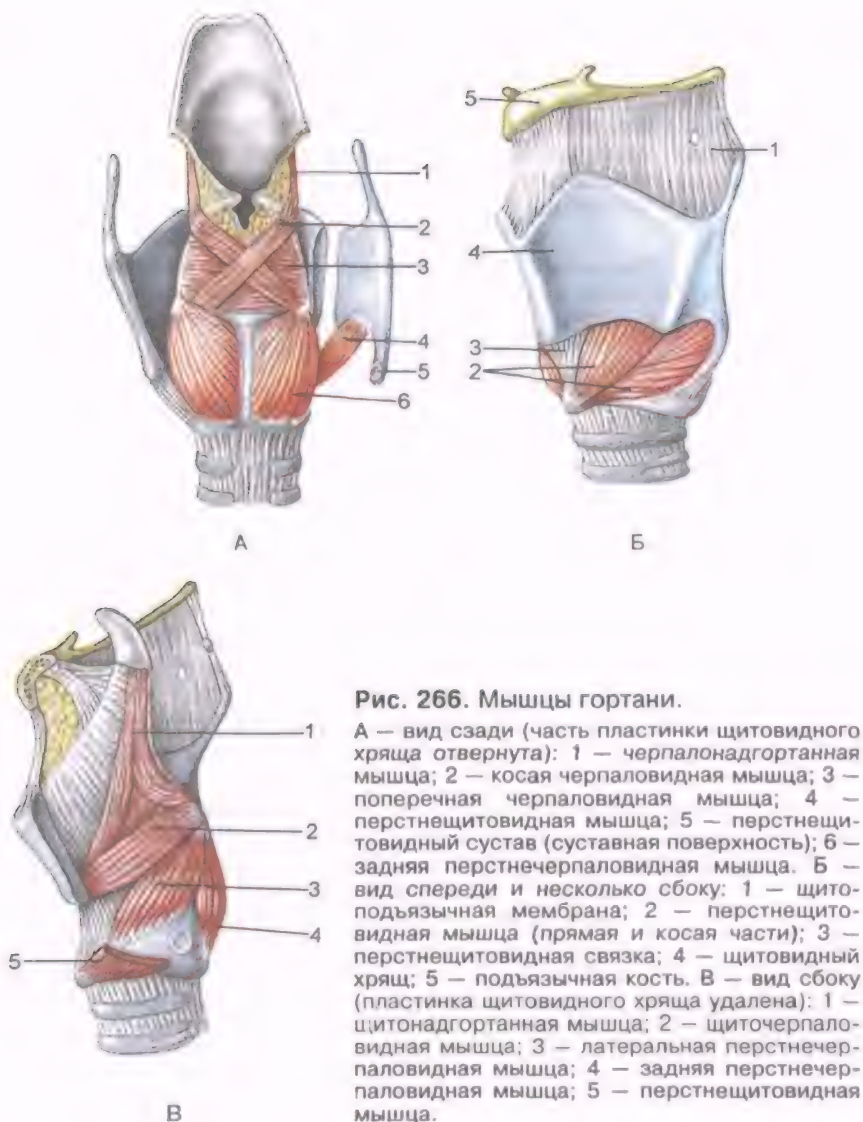 1
2
3
4
5
6
А
5
1
4
3
2
Б
1
2
3
4
5
В
Рис. 266. Мышцы гортани.
А — вид сзади (часть пластинки щитовидного
хряща отвернута): 1 — черпалонадгортанная
мышца; 2 — косая черпаловидная мышца; 3 —
поперечная черпаловидная мышца; 4 —
перстнещитовидная мышца; 5 — перстнещи-
товидный сустав (суставная поверхность); 6 —
задняя перстнечерпаловидная мышца. Б —
вид спереди и несколько сбоку: 1 — щито-
подъязычная мембрана; 2 — перстнещито-
видная мышца (прямая и косая части); 3 —
перстнещитовидная связка; 4 — щитовидный
хрящ; 5 — подъязычная кость. В — вид сбоку
(пластинка щитовидного хряща удалена): 1 —
щитонадгортанная мышца; 2 — щиточерпало-
видная мышца; 3 — латеральная перстнечер-
паловидная мышца; 4 — задняя перстнечер-
паловидная мышца; 5 — перстнещитовидная
мышца.